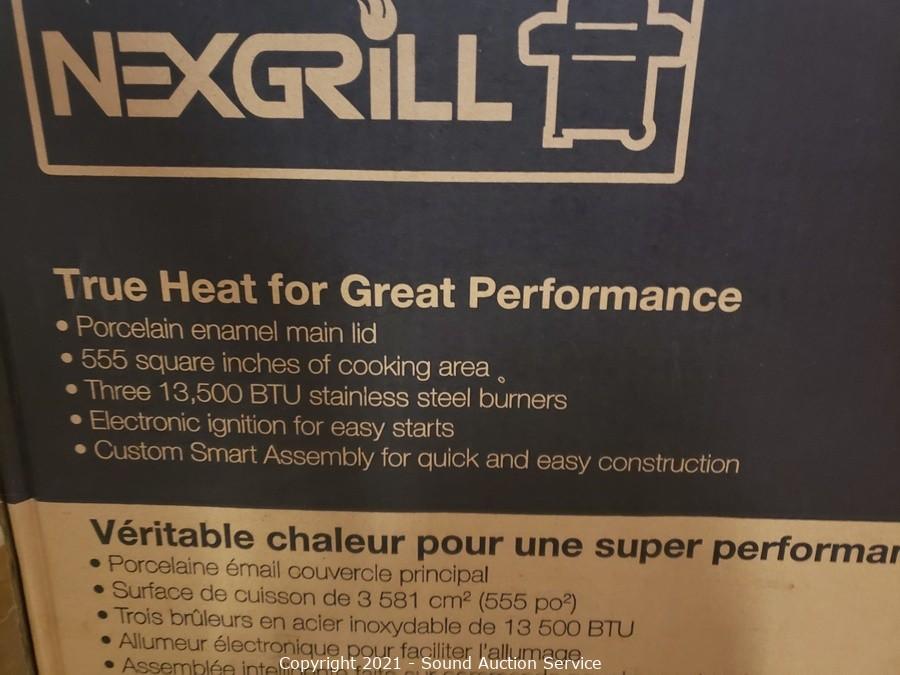 NEXGRILL
True Heat for Great Performance
• Porcelain enamel main lid
• 555 square inches of cooking area
• Three 13,500 BTU stainless steel burners
• Electronic ignition for easy starts
• Custom Smart Assembly for quick and easy construction
Véritable chaleur pour une super performan
• Porcelaine émail couvercle principal
• Surface de cuisson de 3 581 cm² (555 po²)
• Trois brûleurs en acier inoxydable de 13 500 BTU
• Allumeur électronique pour faciliter l'allumage
• Assemblée
Copyright 2021 - Sound Auction Service